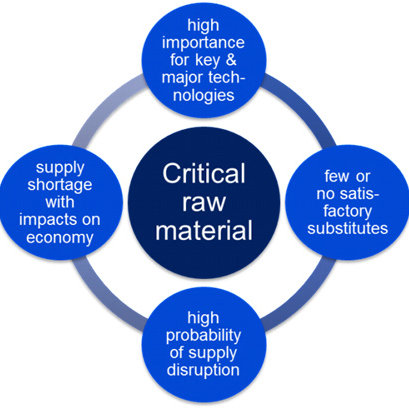 high
importance
for key &
major tech-
nologies
supply
shortage
with
impacts on
economy
Critical
raw
material
few or
no satis-
factory
substitutes
high
probability
of supply
disruption